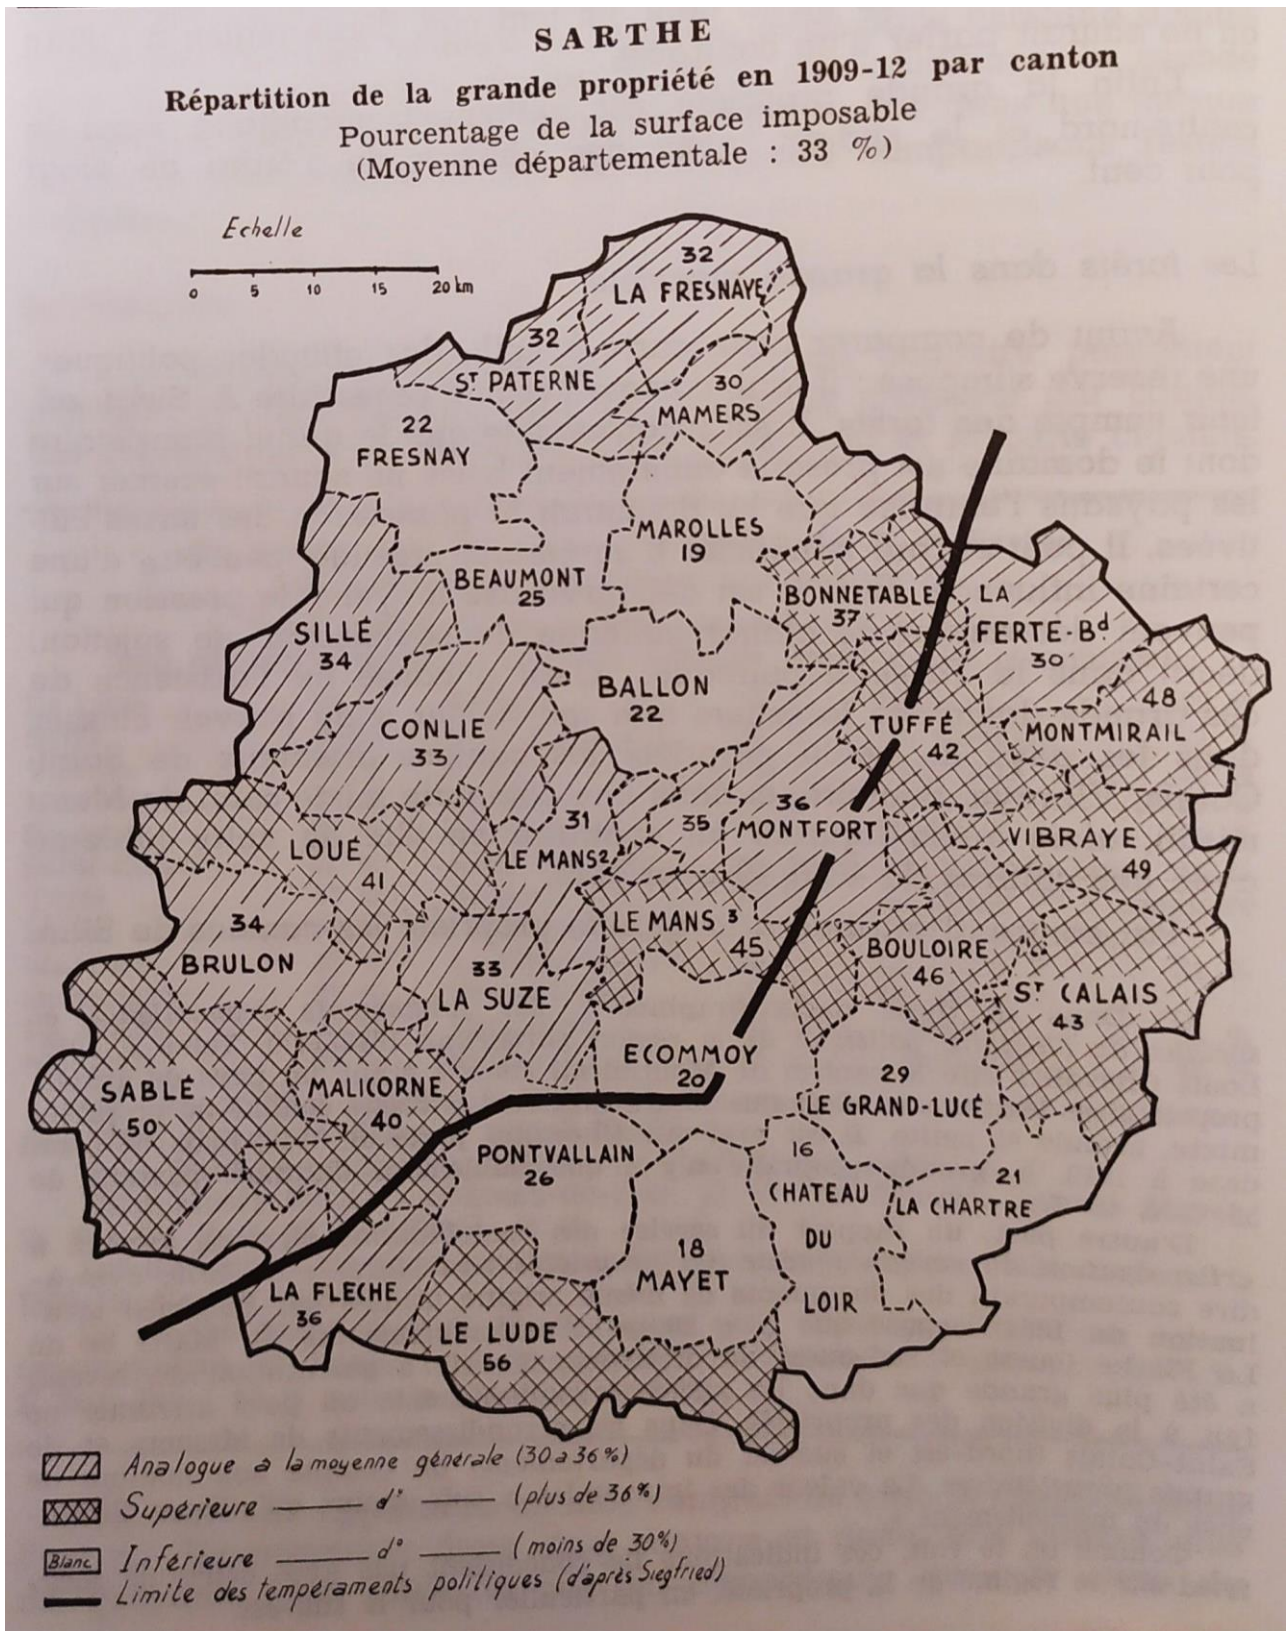 SARTHE
Répartition de la grande propriété en 1909-12 par canton
Pourcentage de la surface imposable
(Moyenne départementale : 33 %)
Echelle
0 5 10 15 20 km
32
LA FRESNAYE
32
ST PATERNE
30
MAMERS
22
FRESNAY
MAROLLES
19
BEAUMONT
25
BONNETABLE
37
LA
FERTE-Bd
30
SILLÉ
34
BALLON
22
48
MONTMIRAIL
CONLIE
33
TUFFÉ
42
31
LE MANS 2
35
36
MONTFORT
VIBRAYE
49
LOUÉ
41
34
BRULON
LE MANS 3
45
BOULOIRE
46
33
LA SUZE
ST CALAIS
43
ECOMMOY
20
29
LE GRAND-LUCÉ
SABLÉ
50
MALICORNE
40
PONTVALLAIN
26
16
CHATEAU
DU
LOIR
21
LA CHARTRE
18
MAYET
LA FLECHE
36
LE LUDE
56
Analogue a la moyenne générale (30 a 36%)
Supérieure d° (plus de 36%)
Blanc Inférieure d° (moins de 30%)
Limite des tempéraments politiques (d'après Siegfried)